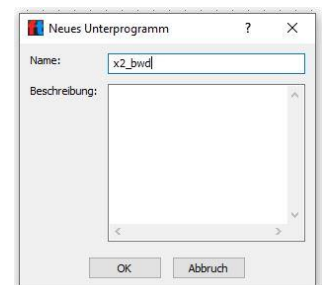 Neues Unterprogramm ? ×
Name: x2_bwd
Beschreibung:
OK Abbruch